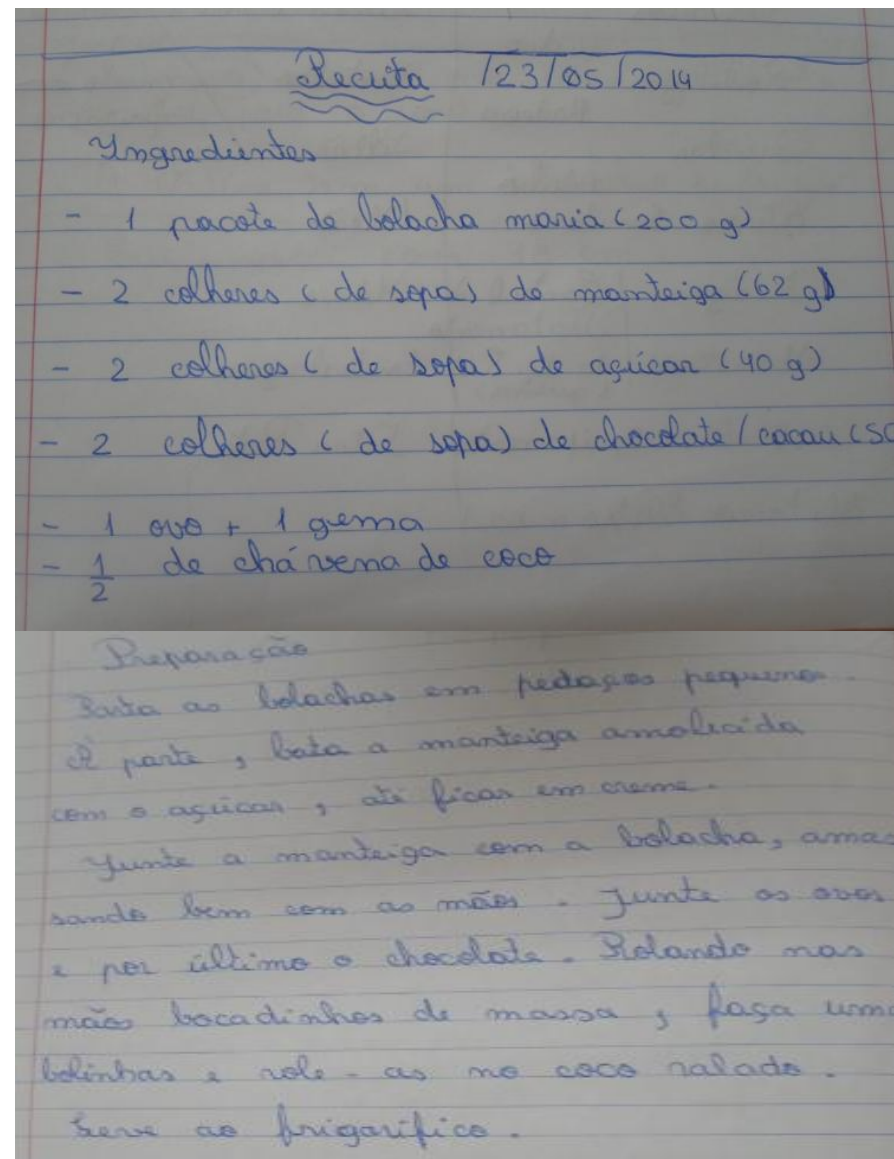 Receita /23/05/2014
Ingredientes
- 1 pacote de bolacha maria (200 g)
- 2 colheres (de sopa) de manteiga (62 g)
- 2 colheres (de sopa) de açúcar (40 g)
- 2 colheres (de sopa) de chocolate / cacau (50
- 1 ovo + 1 gema
- 1/2 de chávena de coco
Preparação
as bolachas em pedaços pequenos.
À parte, bata a manteiga amolecida
com o açúcar, até ficar em creme.
Junte a manteiga com a bolacha, amas
sando bem com as mãos. Junte os ovos
e por último o chocolate. Rolando nas
mãos bocadinhos de massa, faça uma
bolinhas e role-as no coco ralado.
Leve ao frigarifico.